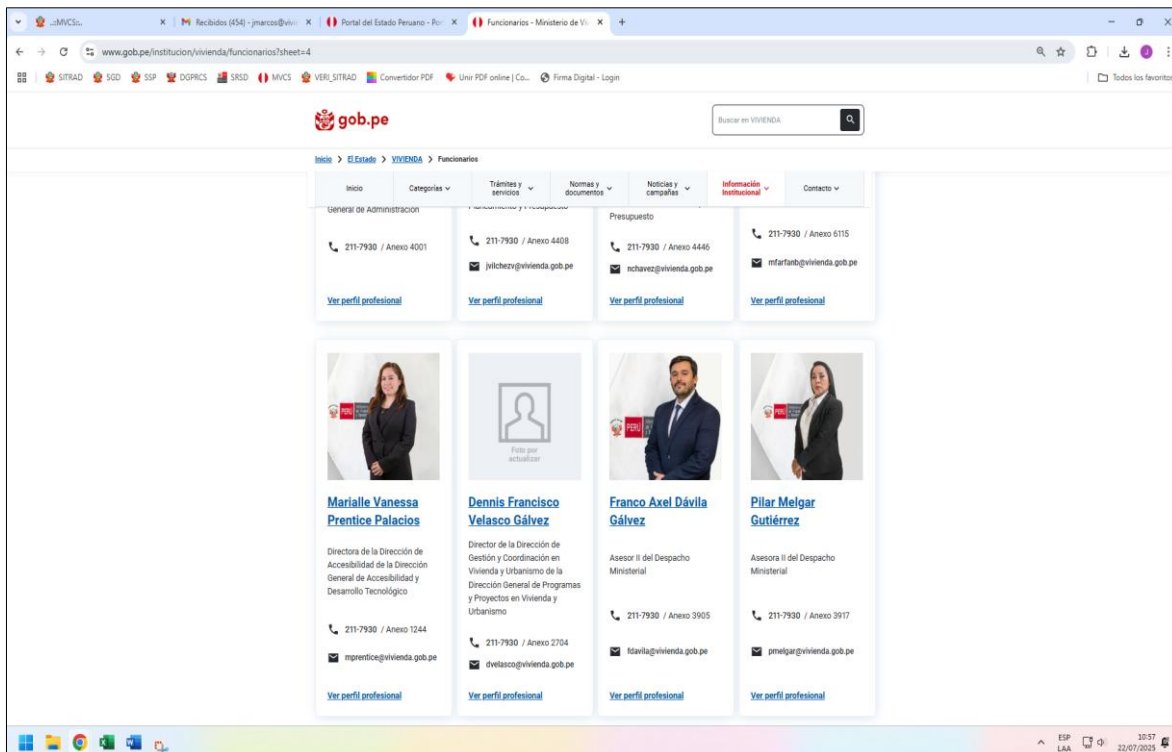 ..:MVCS:..
Recibidos (454) - jmarcos@vivie
Portal del Estado Peruano - Por
Funcionarios - Ministerio de Viv
www.gob.pe/institucion/vivienda/funcionarios?sheet=4
SITRAD
SGD
SSP
DGPRCS
SRSD
MVCS
VERI_SITRAD
Convertidor PDF
Unir PDF online | Co...
Firma Digital - Login
Todos los favoritos
gob.pe
Buscar en VIVIENDA
Inicio > El Estado > VIVIENDA > Funcionarios
Inicio
Categorías
Trámites y
servicios
Normas y
documentos
Noticias y
campañas
Información
Institucional
Contacto
General de Administración
211-7930 / Anexo 4001
Ver perfil profesional
Planeamiento y Presupuesto
211-7930 / Anexo 4408
jvilchezv@vivienda.gob.pe
Ver perfil profesional
Presupuesto
211-7930 / Anexo 4446
nchavez@vivienda.gob.pe
Ver perfil profesional
211-7930 / Anexo 6115
mfarfanb@vivienda.gob.pe
Ver perfil profesional
PERÚ
Marialle Vanessa
Prentice Palacios
Directora de la Dirección de
Accesibilidad de la Dirección
General de Accesibilidad y
Desarrollo Tecnológico
211-7930 / Anexo 1244
mprentice@vivienda.gob.pe
Ver perfil profesional
Foto por
actualizar
Dennis Francisco
Velasco Gálvez
Director de la Dirección de
Gestión y Coordinación en
Vivienda y Urbanismo de la
Dirección General de Programas
y Proyectos en Vivienda y
Urbanismo
211-7930 / Anexo 2704
dvelasco@vivienda.gob.pe
Ver perfil profesional
PERÚ
Franco Axel Dávila
Gálvez
Asesor II del Despacho
Ministerial
211-7930 / Anexo 3905
fdavila@vivienda.gob.pe
Ver perfil profesional
PERÚ
Pilar Melgar
Gutiérrez
Asesora II del Despacho
Ministerial
211-7930 / Anexo 3917
pmelgar@vivienda.gob.pe
Ver perfil profesional
ESP
LAA
10:57
22/07/2025